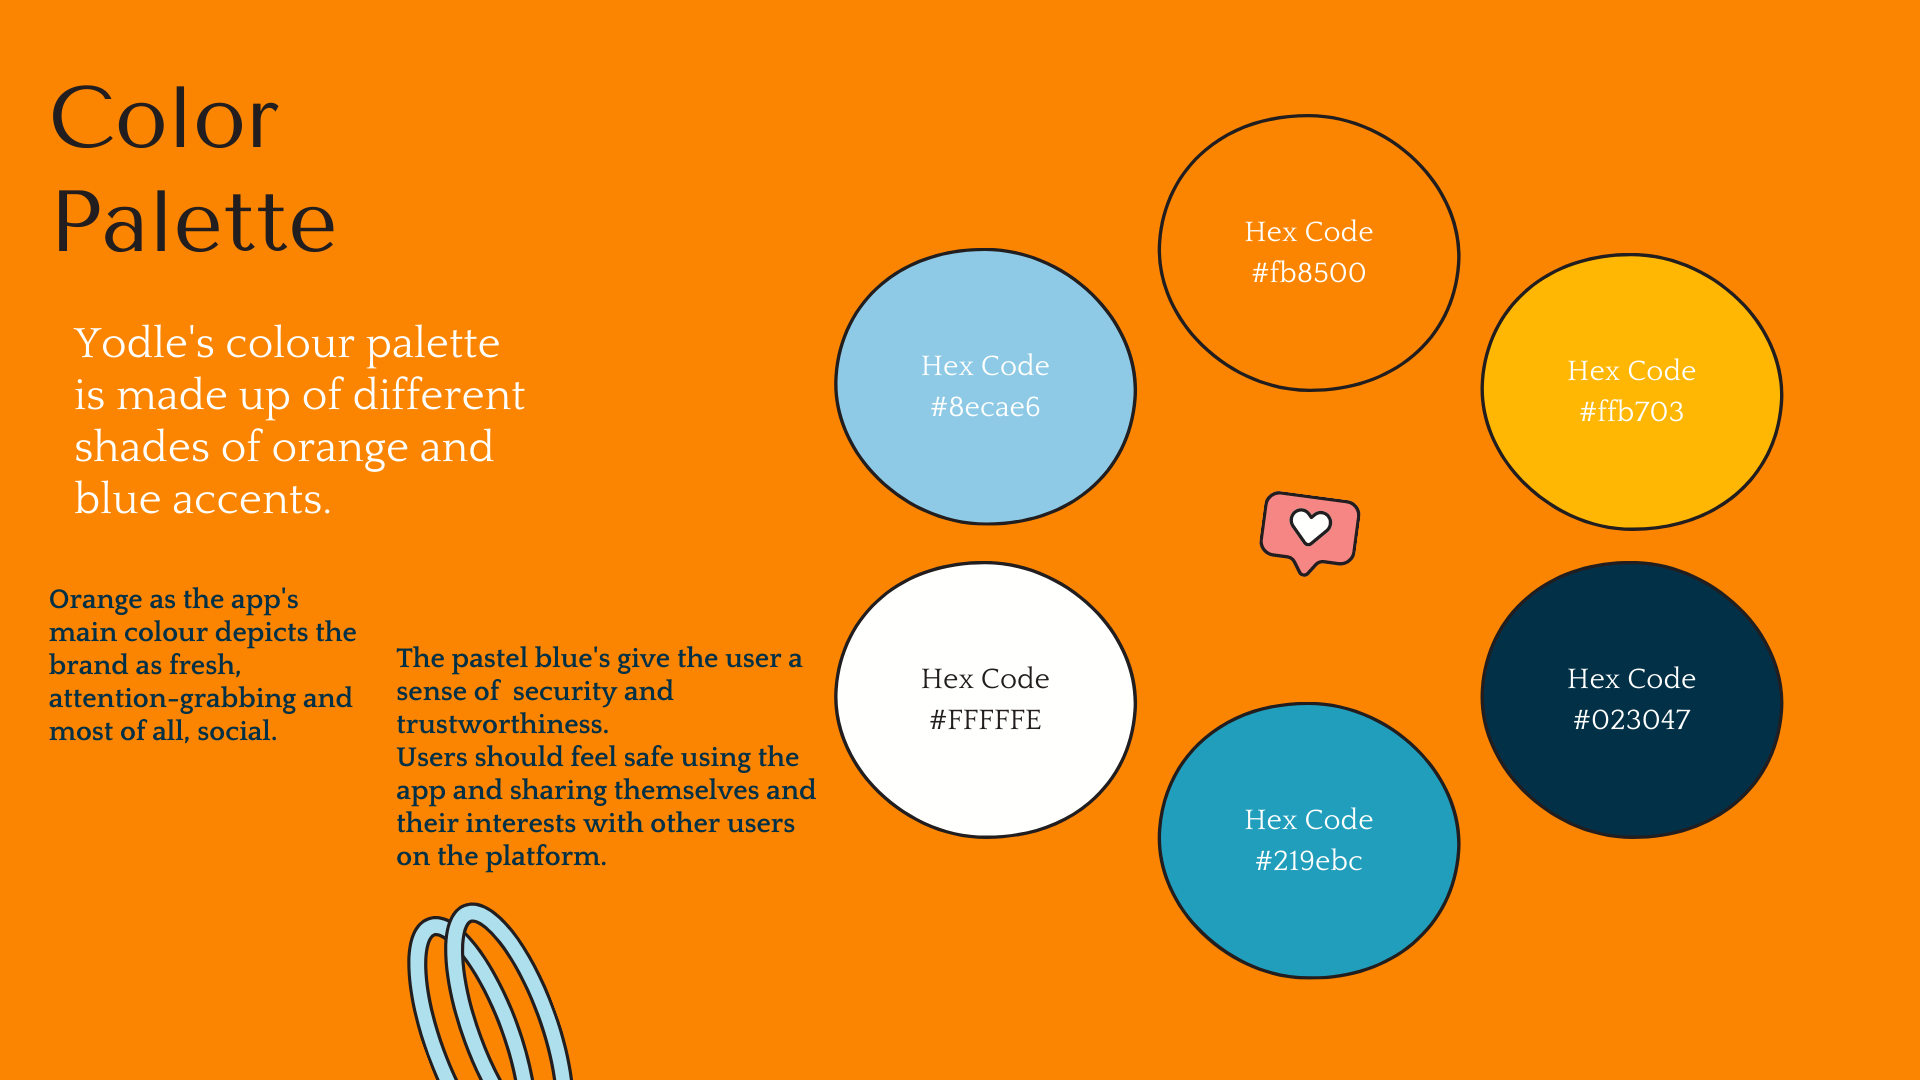 Color
Palette
Yodle's colour palette
is made up of different
shades of orange and
blue accents.
Orange as the app's
main colour depicts the
brand as fresh,
attention-grabbing and
most of all, social.
The pastel blue's give the user a
sense of  security and
trustworthiness.
Users should feel safe using the
app and sharing themselves and
their interests with other users
on the platform.
Hex Code
#fb8500
Hex Code
#8ecae6
Hex Code
#ffb703
Hex Code
#FFFFFE
Hex Code
#023047
Hex Code
#219ebc